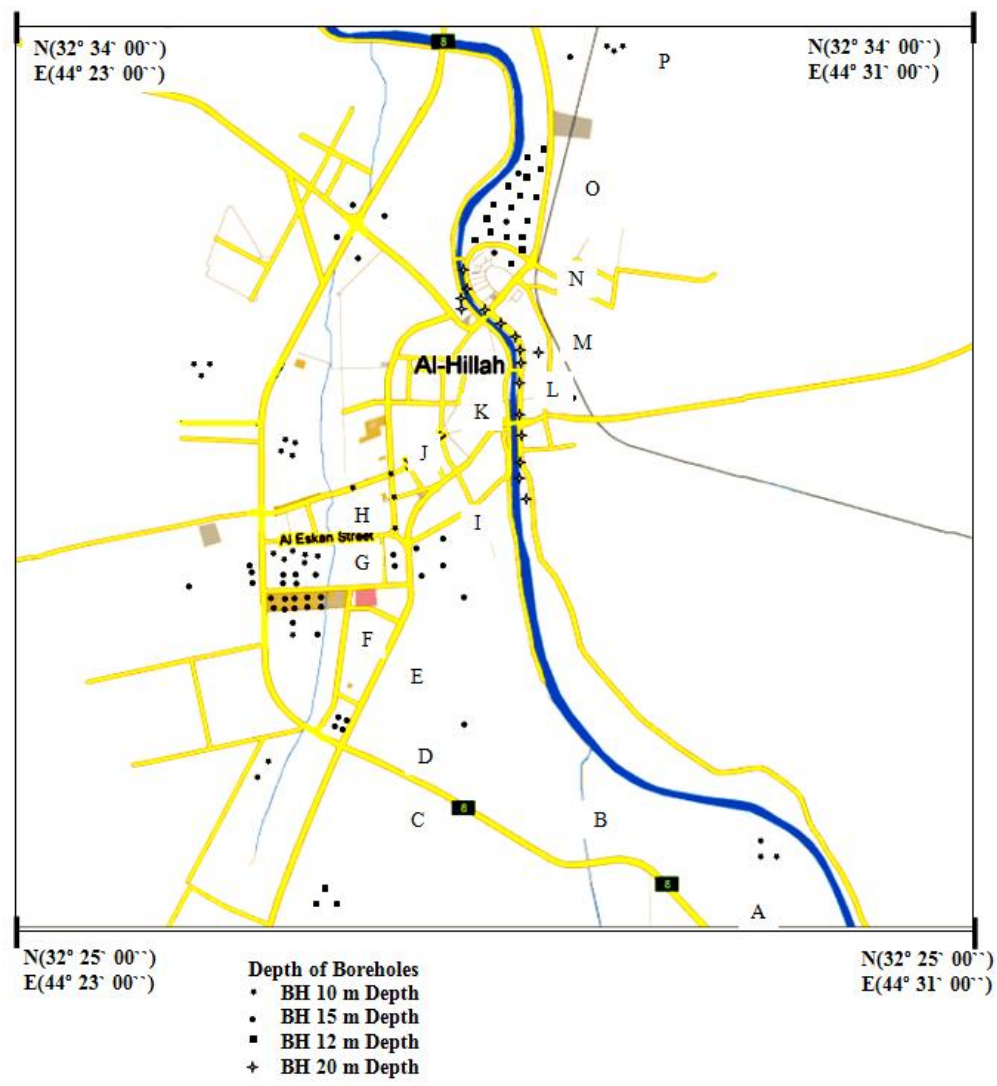 N(32° 34` 00``)
E(44° 23` 00``)
N(32° 34` 00``)
E(44° 31` 00``)
8
P
O
N
M
Al-Hillah
L
K
J
H
I
Al Eskan Street
G
F
E
D
C
8
B
8
A
N(32° 25` 00``)
E(44° 23` 00``)
N(32° 25` 00``)
E(44° 31` 00``)
Depth of Boreholes
BH 10 m Depth
BH 15 m Depth
BH 12 m Depth
BH 20 m Depth